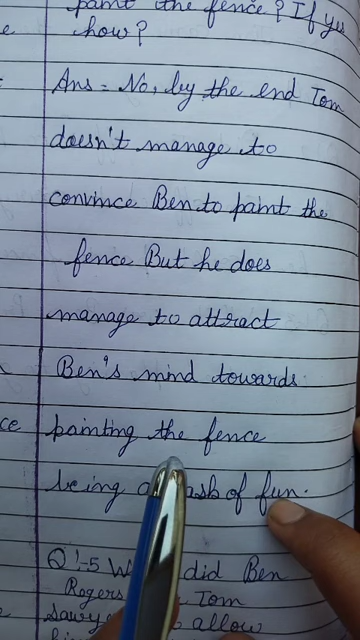 paint the fence? If yes
how?
Ans = No, by the end Tom
doesn't manage to
convince Ben to paint the
fence But he does
manage to attract
Ben's mind towards
painting the fence
being a of fun.
Q'-5 did Ben
Rogers Tom
allow